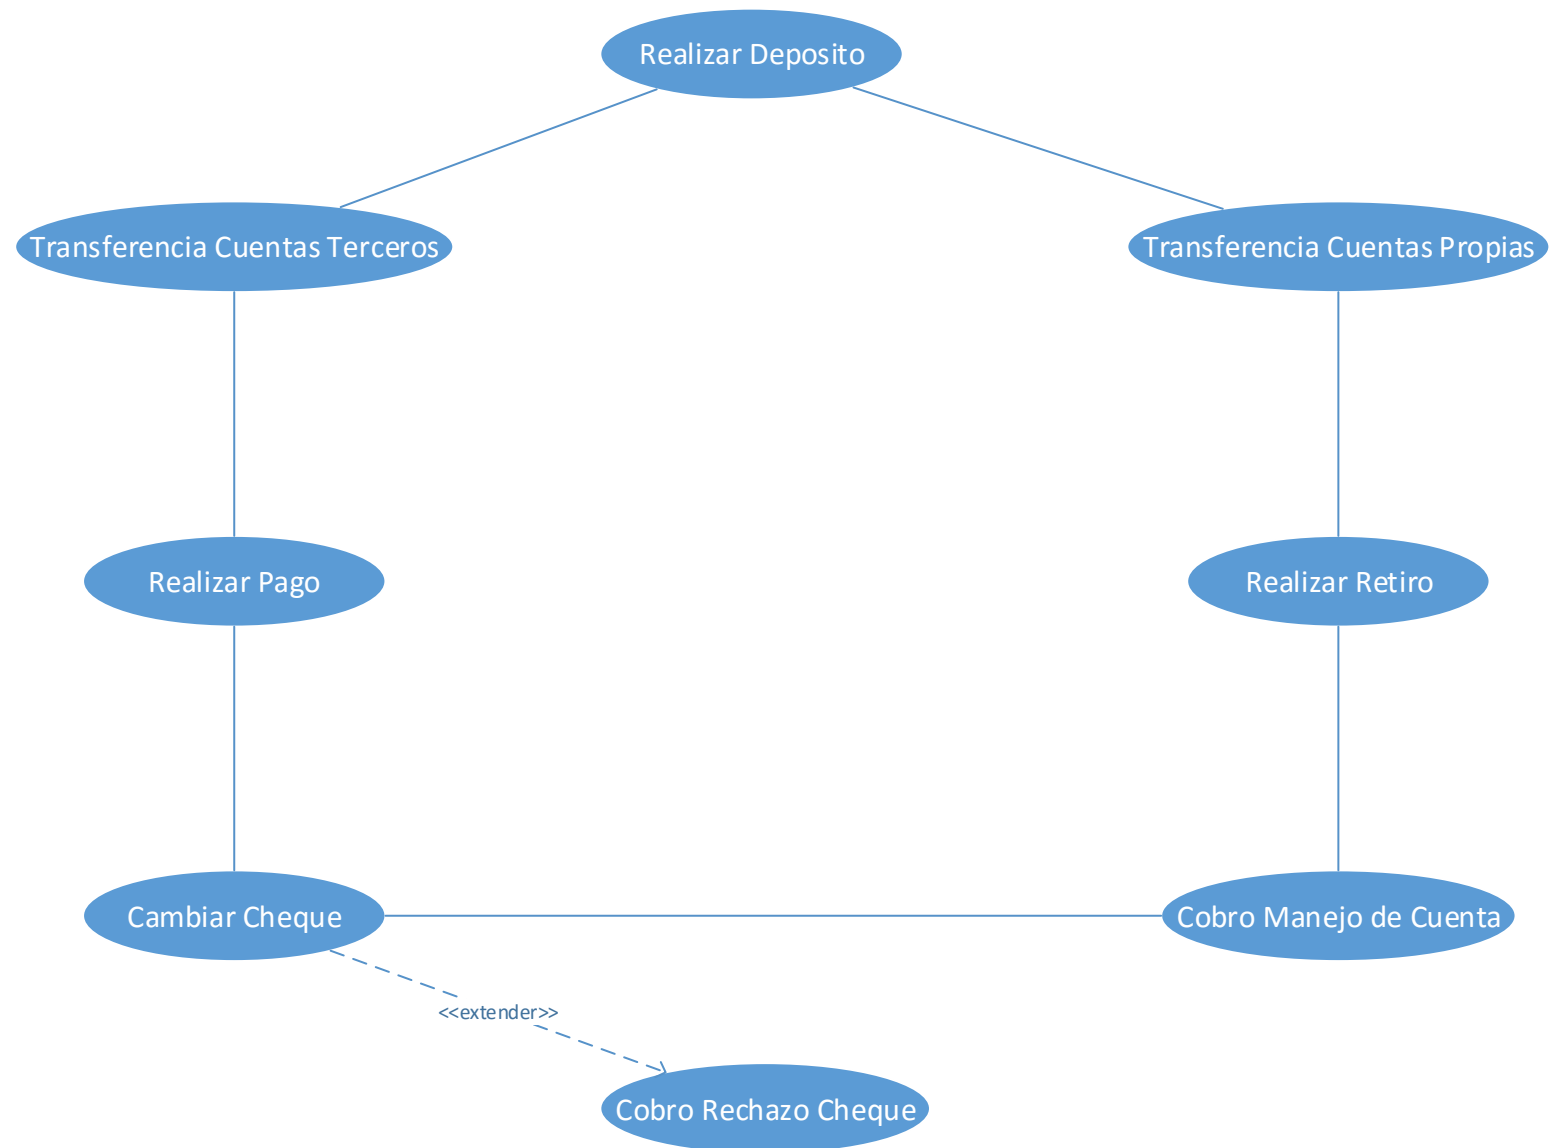 Realizar Deposito
Transferencia Cuentas Terceros
Transferencia Cuentas Propias
Realizar Pago
Realizar Retiro
Cambiar Cheque
Cobro Manejo de Cuenta
<<extender>>
Cobro Rechazo Cheque